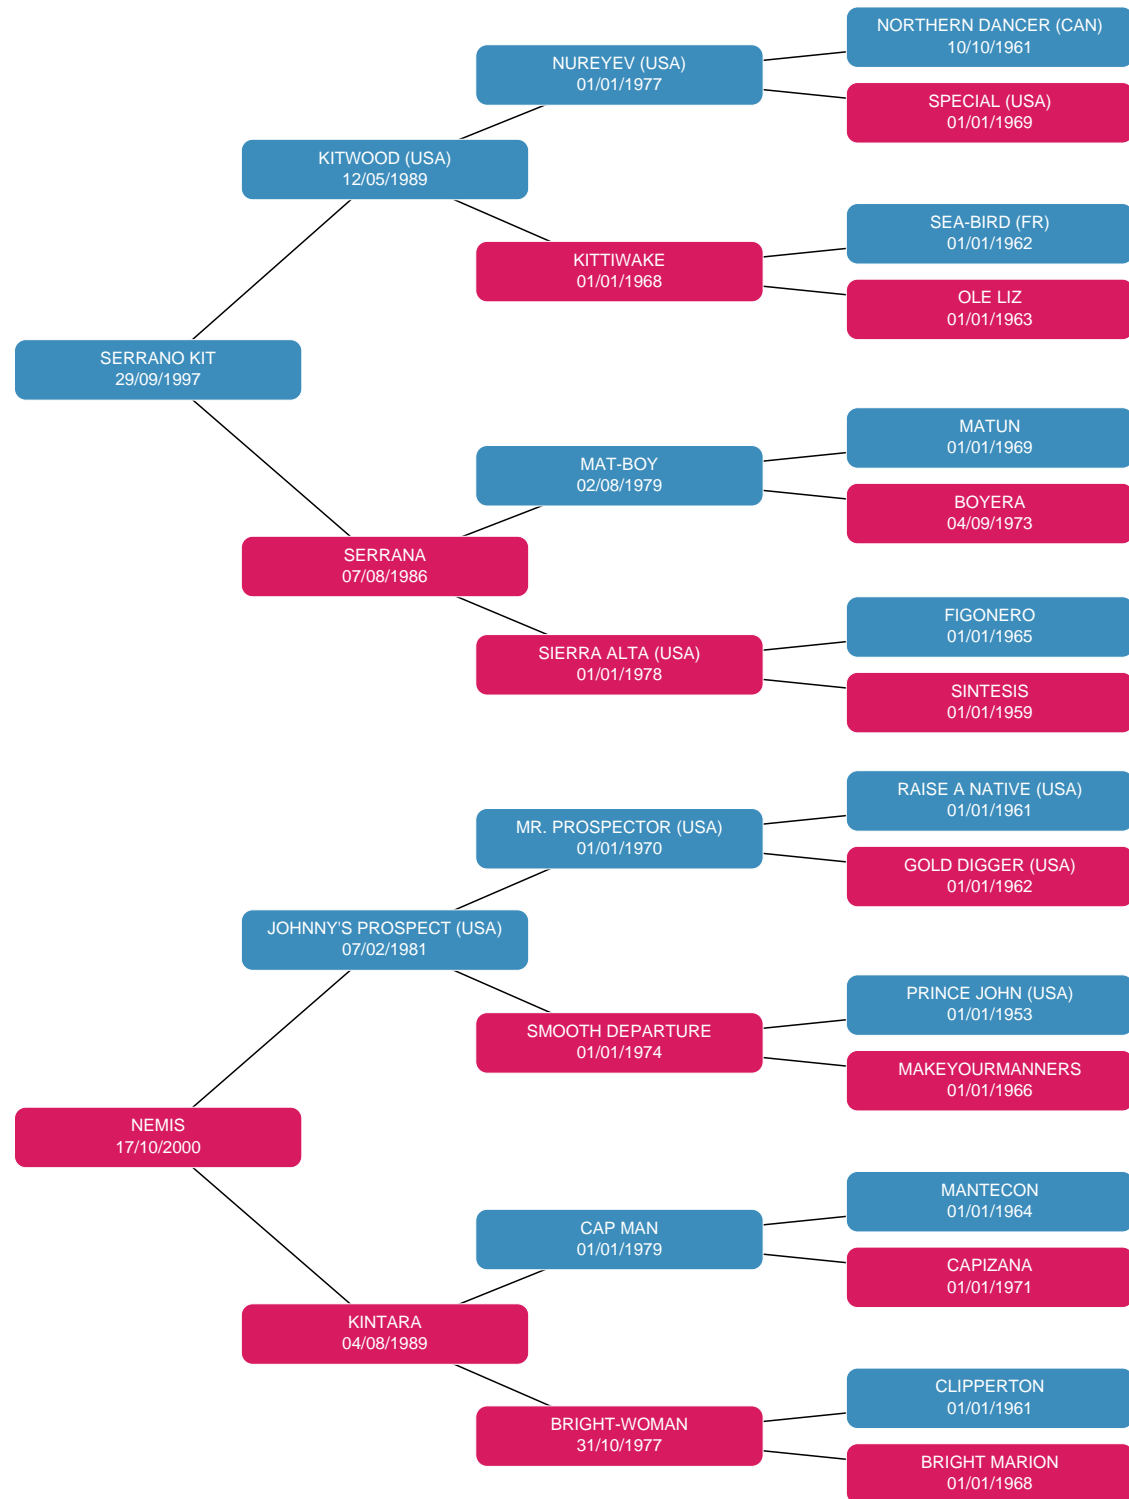 NORTHERN DANCER (CAN)
10/10/1961
NUREYEV (USA)
01/01/1977
SPECIAL (USA)
01/01/1969
KITWOOD (USA)
12/05/1989
SEA-BIRD (FR)
01/01/1962
KITTIWAKE
01/01/1968
OLE LIZ
01/01/1963
SERRANO KIT
29/09/1997
MATUN
01/01/1969
MAT-BOY
02/08/1979
BOYERA
04/09/1973
SERRANA
07/08/1986
FIGONERO
01/01/1965
SIERRA ALTA (USA)
01/01/1978
SINTESIS
01/01/1959
RAISE A NATIVE (USA)
01/01/1961
MR. PROSPECTOR (USA)
01/01/1970
GOLD DIGGER (USA)
01/01/1962
JOHNNY'S PROSPECT (USA)
07/02/1981
PRINCE JOHN (USA)
01/01/1953
SMOOTH DEPARTURE
01/01/1974
MAKEYOURMANNERS
01/01/1966
NEMIS
17/10/2000
MANTECON
01/01/1964
CAP MAN
01/01/1979
CAPIZANA
01/01/1971
KINTARA
04/08/1989
CLIPPERTON
01/01/1961
BRIGHT-WOMAN
31/10/1977
BRIGHT MARION
01/01/1968